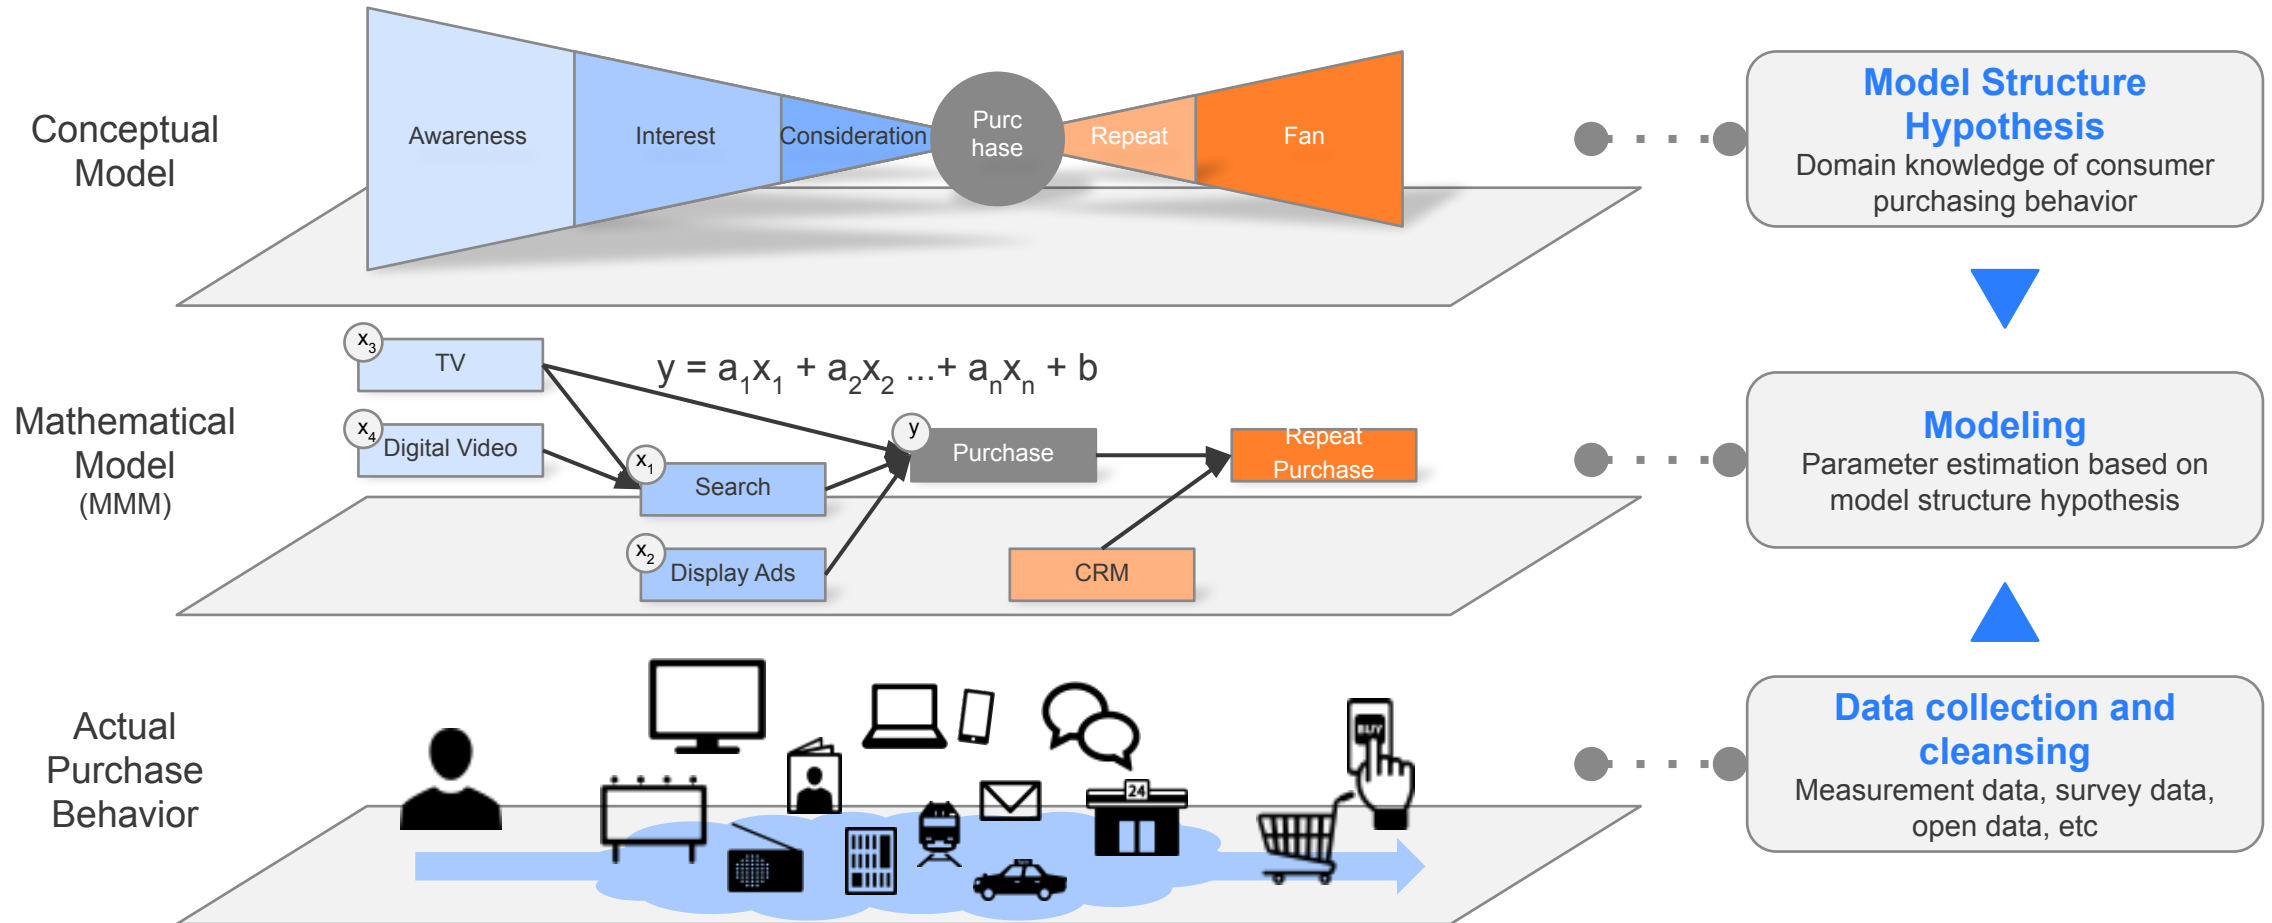 Conceptual
Model
Awareness
Interest
Consideration
Purc
hase
Repeat
Fan
Model Structure
Hypothesis
Domain knowledge of consumer
purchasing behavior
Mathematical
Model
(MMM)
x3
TV
x4
Digital Video
y = a1x1 + a2x2 ...+ anxn + b
x1
Search
x2
Display Ads
y
Purchase
Repeat
Purchase
CRM
Modeling
Parameter estimation based on
model structure hypothesis
Actual
Purchase
Behavior
24
BUY
Data collection and
cleansing
Measurement data, survey data,
open data, etc